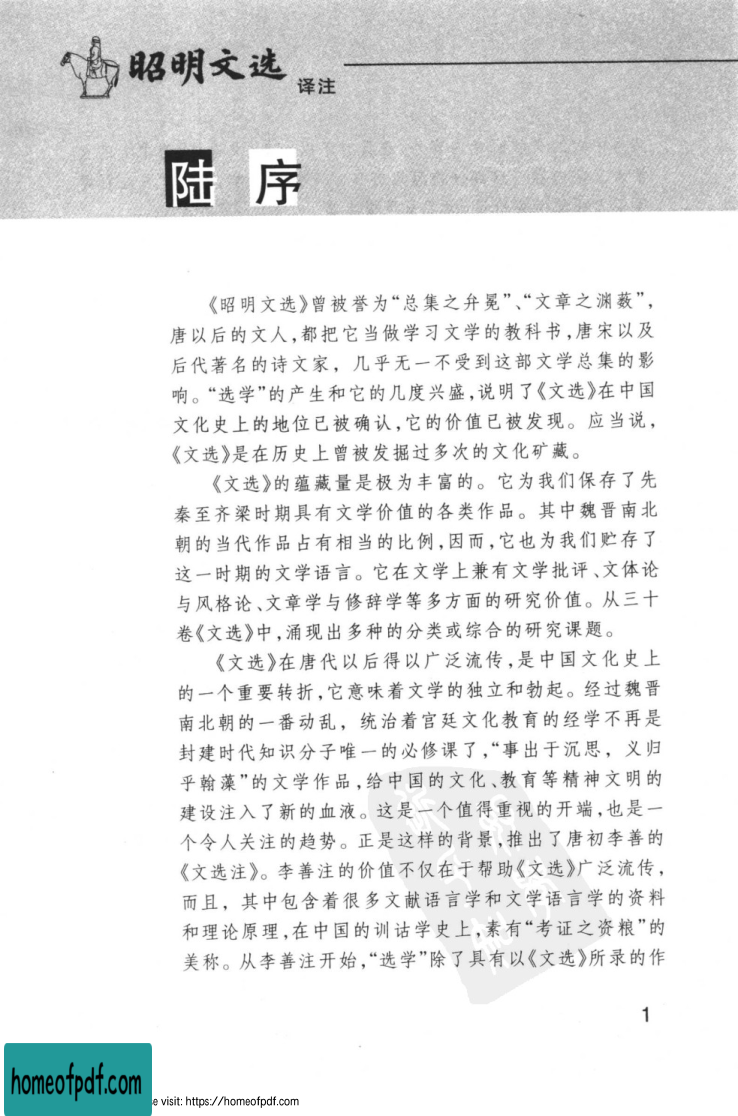 昭明文选
译注
陆 序
《昭明文选》曾被誉为“总集之弁冕”、“文章之渊薮”，
唐以后的文人，都把它当做学习文学的教科书，唐宋以及
后代著名的诗文家，几乎无一不受到这部文学总集的影
响。“选学”的产生和它的几度兴盛，说明了《文选》在中国
文化史上的地位已被确认，它的价值已被发现。应当说，
《文选》是在历史上曾被发掘过多次的文化矿藏。
《文选》的蕴藏量是极为丰富的。它为我们保存了先
秦至齐梁时期具有文学价值的各类作品。其中魏晋南北
朝的当代作品占有相当的比例，因而，它也为我们贮存了
这一时期的文学语言。它在文学上兼有文学批评、文体论
与风格论、文章学与修辞学等多方面的研究价值。从三十
卷《文选》中，涌现出多种的分类或综合的研究课题。
《文选》在唐代以后得以广泛流传，是中国文化史上
的一个重要转折，它意味着文学的独立和勃起。经过魏晋
南北朝的一番动乱，统治着宫廷文化教育的经学不再是
封建时代知识分子唯一的必修课了，“事出于沉思，义归
乎翰藻”的文学作品，给中国的文化、教育等精神文明的
建设注入了新的血液。这是一个值得重视的开端，也是一
个令人关注的趋势。正是这样的背景，推出了唐初李善的
《文选注》。李善注的价值不仅在于帮助《文选》广泛流传，
而且，其中包含着很多文献语言学和文学语言学的资料
和理论原理，在中国的训诂学史上，素有“考证之资粮”的
美称。从李善注开始，“选学”除了具有以《文选》所录的作
1
homeofpdf.com
e visit: https://homeofpdf.com